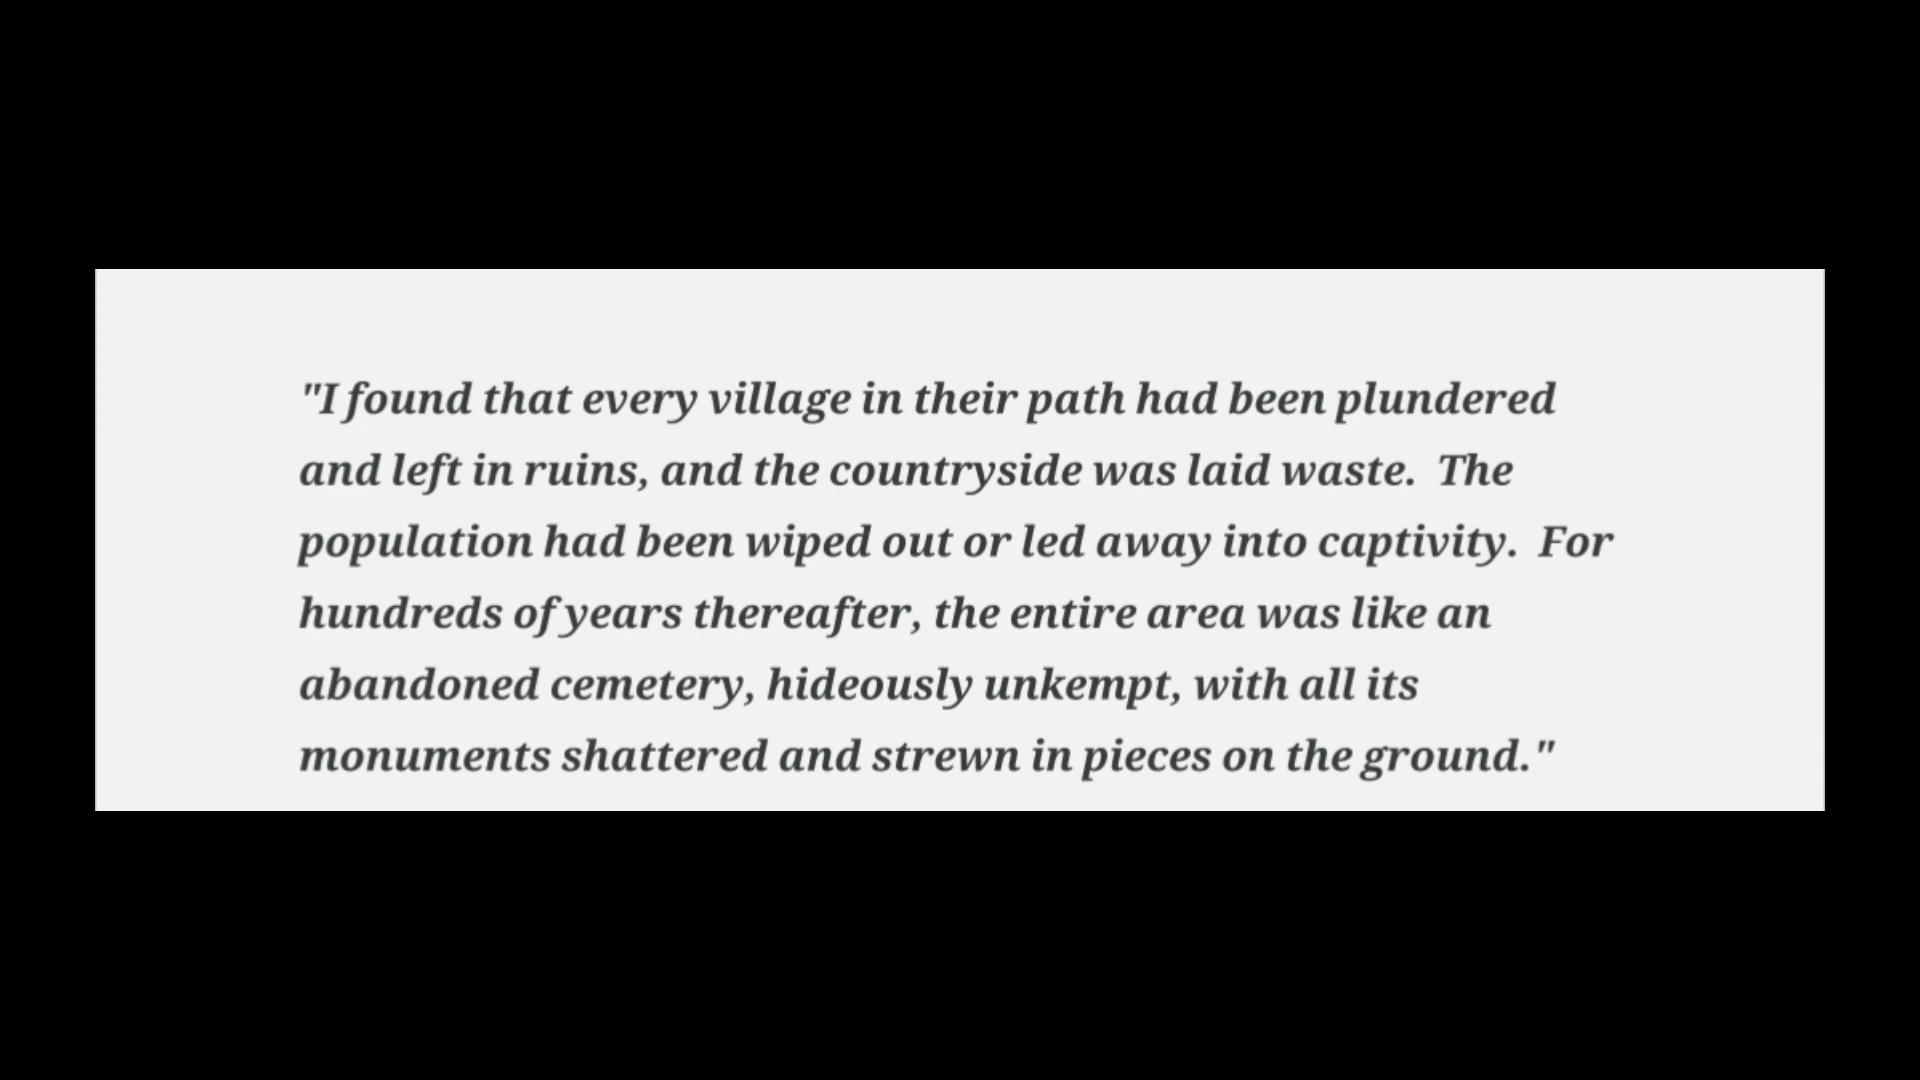 "I found that every village in their path had been plundered
and left in ruins, and the countryside was laid waste.  The
population had been wiped out or led away into captivity.  For
hundreds of years thereafter, the entire area was like an
abandoned cemetery, hideously unkempt, with all its
monuments shattered and strewn in pieces on the ground."